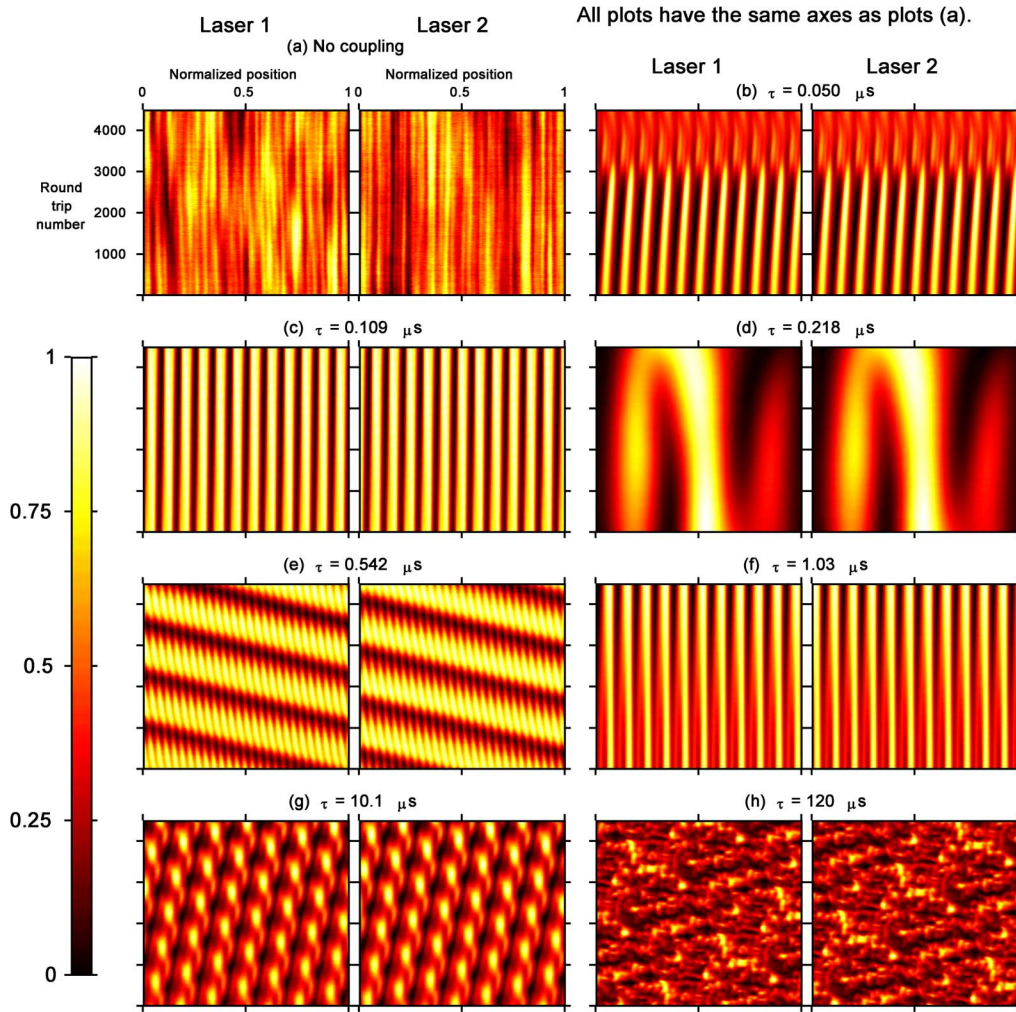 All plots have the same axes as plots (a).
Laser 1 Laser 2
(a) No coupling
Normalized position Normalized position
0 0.5 1 0 0.5 1
4000
3000
Round
trip
number
2000
1000
Laser 1 Laser 2
(b) τ = 0.050 μs
(c) τ = 0.109 μs
(d) τ = 0.218 μs
1
0.75
0.5
0.25
0
(e) τ = 0.542 μs
(f) τ = 1.03 μs
(g) τ = 10.1 μs
(h) τ = 120 μs